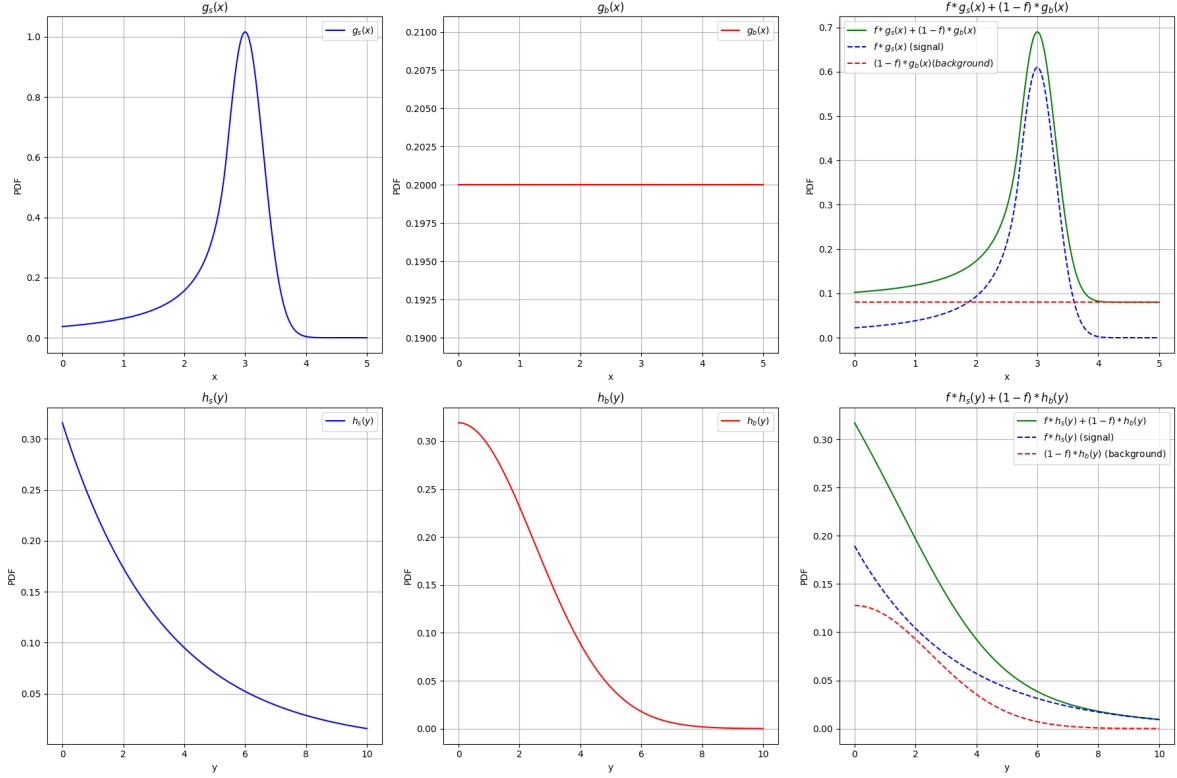 g_s(x)
g_s(x)
PDF
1.0
0.8
0.6
0.4
0.2
0.0
0 1 2 3 4 5
x
g_b(x)
g_b(x)
PDF
0.2100
0.2075
0.2050
0.2025
0.2000
0.1975
0.1950
0.1925
0.1900
0 1 2 3 4 5
x
f * g_s(x) + (1 − f) * g_b(x)
f * g_s(x) + (1 − f) * g_b(x)
f * g_s(x) (signal)
(1 − f) * g_b(x)(background)
PDF
0.7
0.6
0.5
0.4
0.3
0.2
0.1
0.0
0 1 2 3 4 5
x
h_s(y)
h_s(y)
PDF
0.30
0.25
0.20
0.15
0.10
0.05
0 2 4 6 8 10
y
h_b(y)
h_b(y)
PDF
0.30
0.25
0.20
0.15
0.10
0.05
0.00
0 2 4 6 8 10
y
f * h_s(y) + (1 − f) * h_b(y)
f * h_s(y) + (1 − f) * h_b(y)
f * h_s(y) (signal)
(1 − f) * h_b(y) (background)
PDF
0.30
0.25
0.20
0.15
0.10
0.05
0.00
0 2 4 6 8 10
y